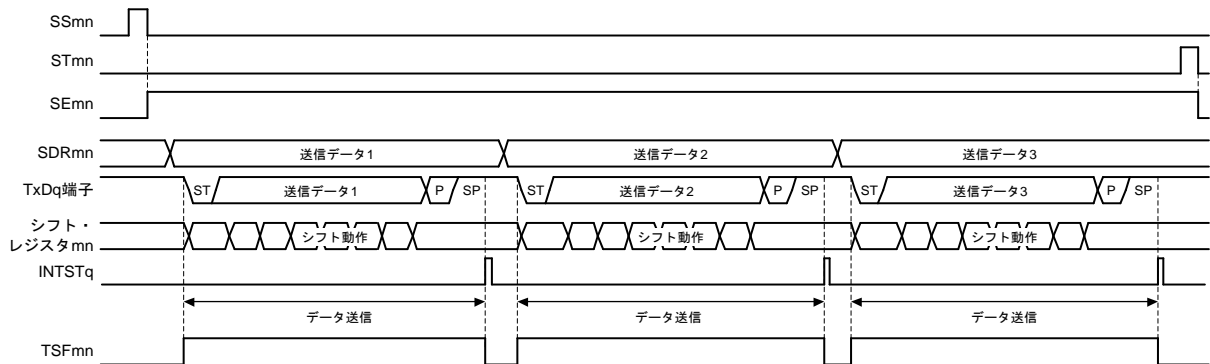 SSmn
STmn
SEmn
SDRmn 送信データ1 送信データ2 送信データ3
TxDq端子 ST 送信データ1 P SP ST 送信データ2 P SP ST 送信データ3 P SP
シフト・
レジスタmn シフト動作 シフト動作 シフト動作
INTSTq
データ送信 データ送信 データ送信
TSFmn